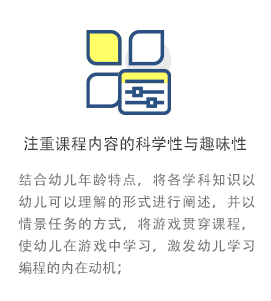 注重课程内容的科学性与趣味性
结合幼儿年龄特点，将各学科知识以
幼儿可以理解的形式进行阐述，并以
情景任务的方式，将游戏贯穿课程，
使幼儿在游戏中学习，激发幼儿学习
编程的内在动机；